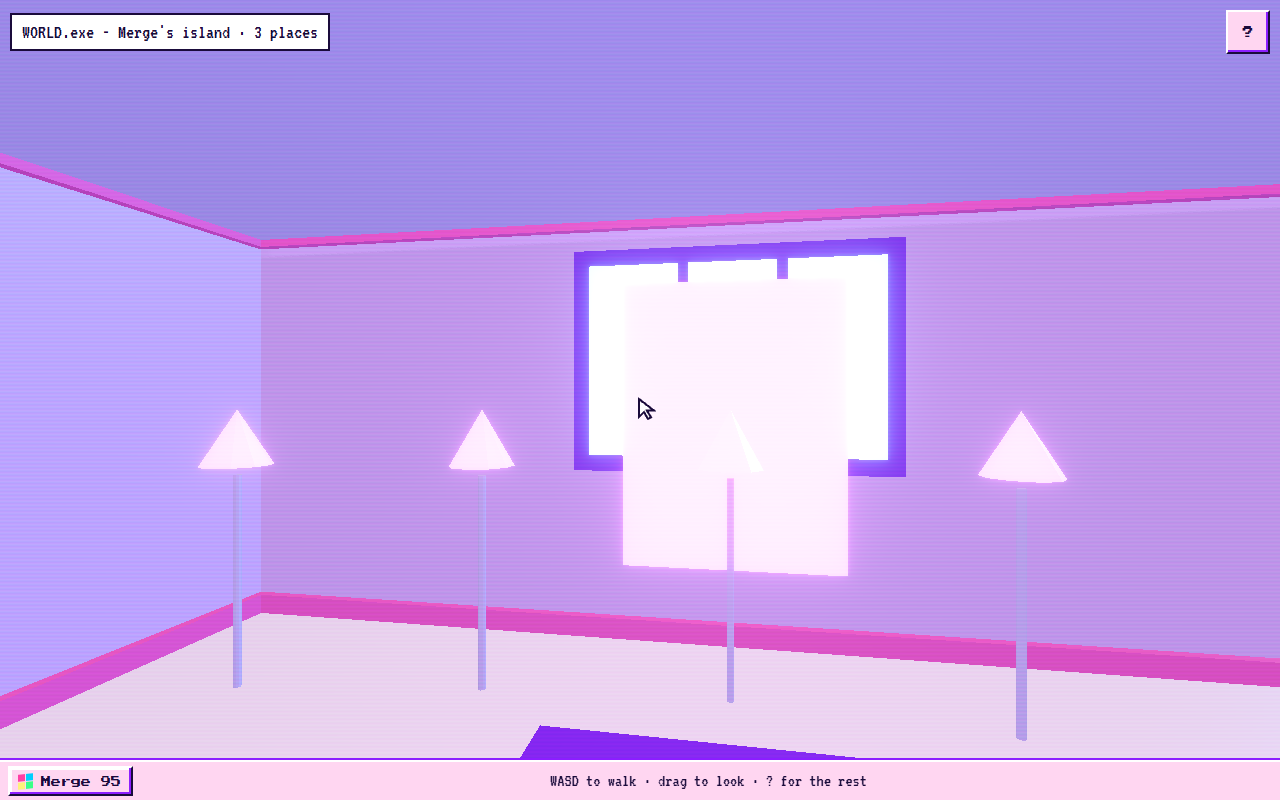 WORLD.exe - Merge's island · 3 places
?
Merge 95
WASD to walk · drag to look · ? for the rest